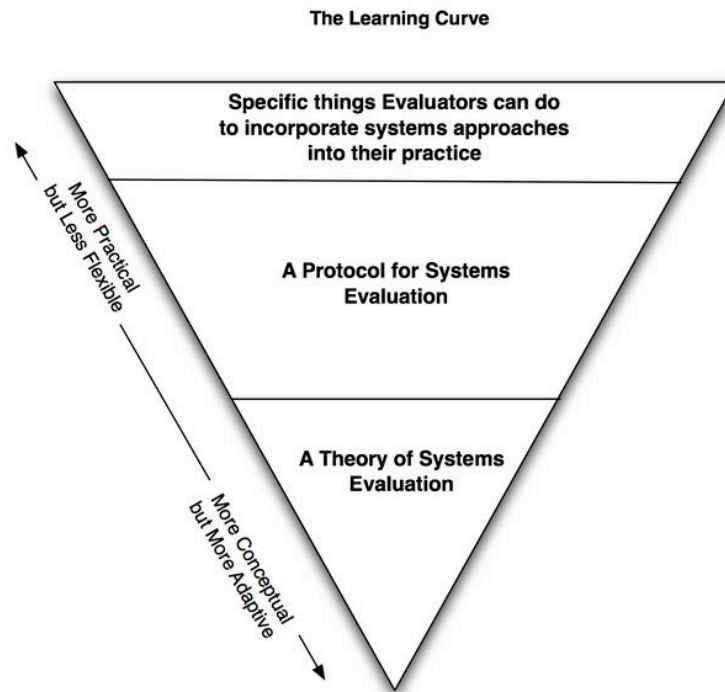 The Learning Curve
Specific things Evaluators can do
to incorporate systems approaches
into their practice
More Practical
but Less Flexible
A Protocol for Systems
Evaluation
A Theory of Systems
Evaluation
More Conceptual
but More Adaptive